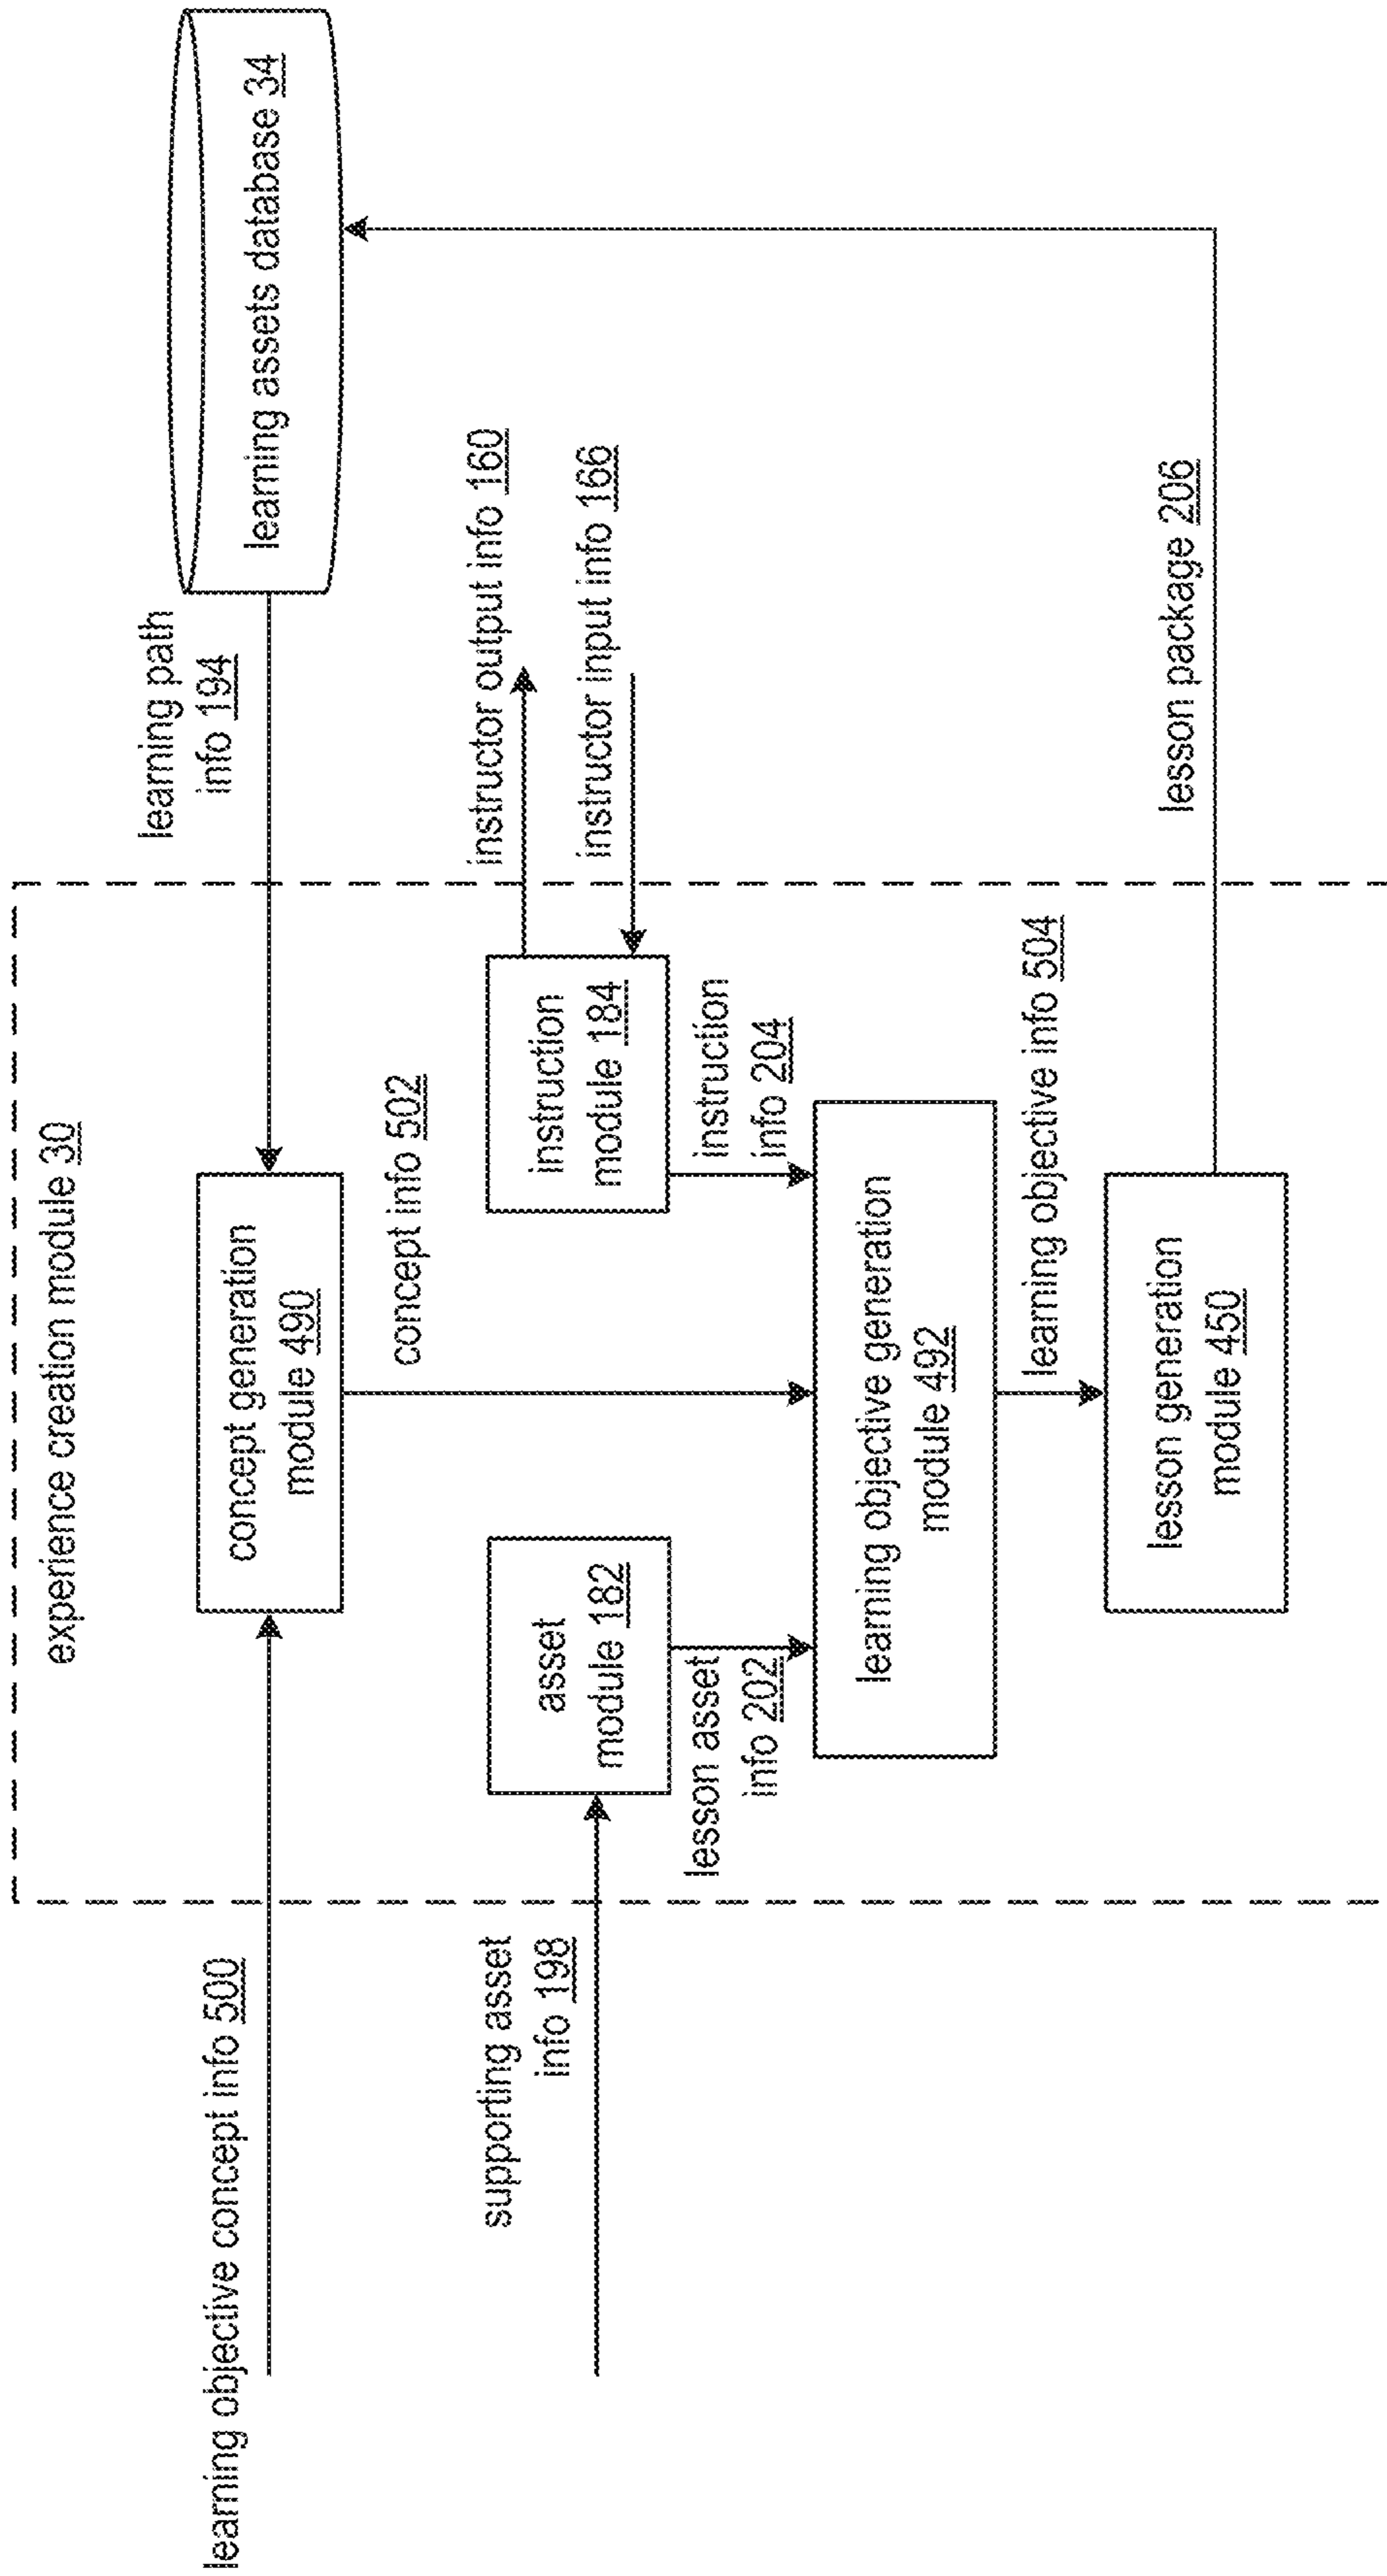 experience creation module 30
learning objective concept info 500
concept generation
module 490
learning path
info 194
learning assets database 34
concept info 502
supporting asset
info 198
asset
module 182
instruction
module 184
instructor output info 160
instructor input info 166
lesson asset
info 202
instruction
info 204
learning objective generation
module 492
learning objective info 504
lesson generation
module 450
lesson package 206